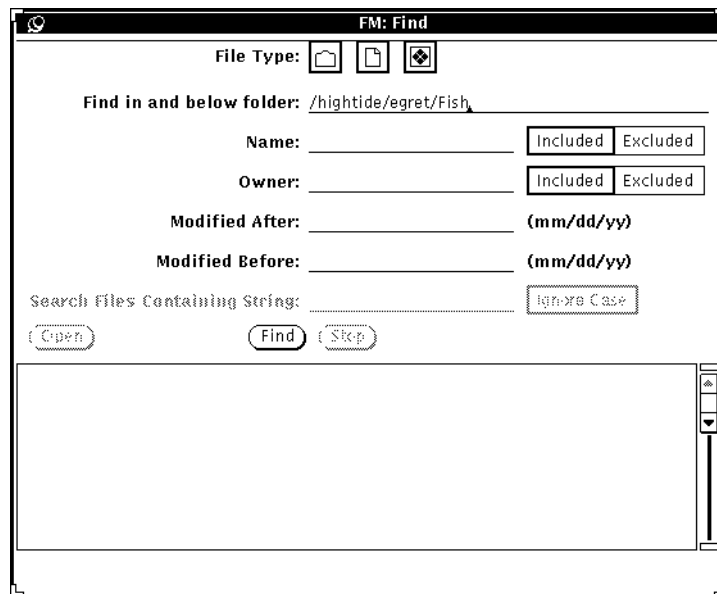 FM: Find
File Type:
Find in and below folder: /hightide/egret/Fish
Name: Included Excluded
Owner: Included Excluded
Modified After: (mm/dd/yy)
Modified Before: (mm/dd/yy)
Search Files Containing String: Ignore Case
Open Find Stop